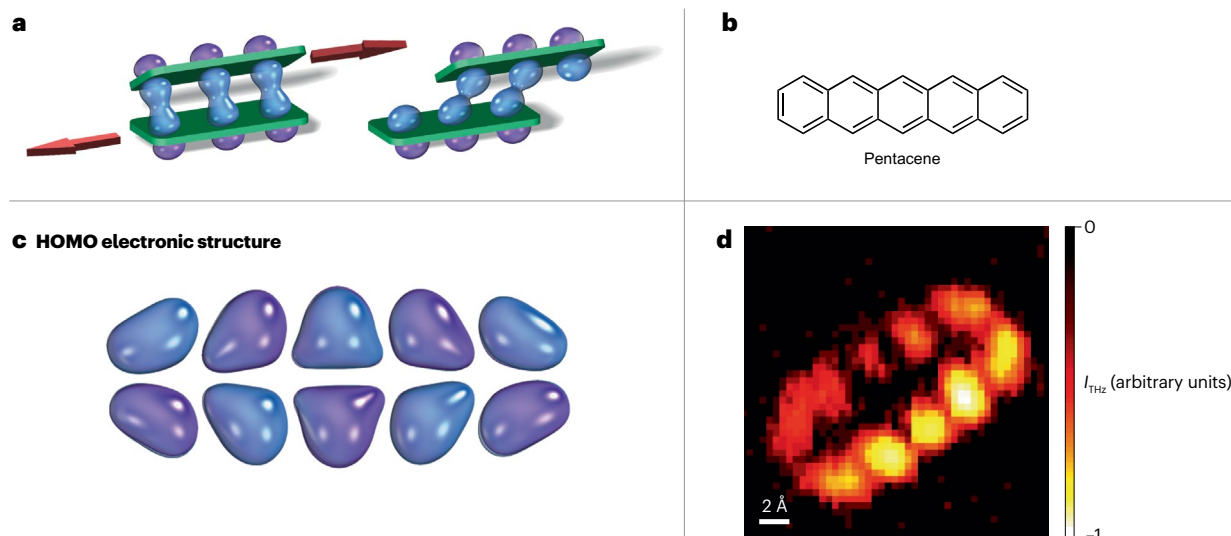 a
b
Pentacene
c HOMO electronic structure
d
0
I_THz (arbitrary units)
2 Å
–1